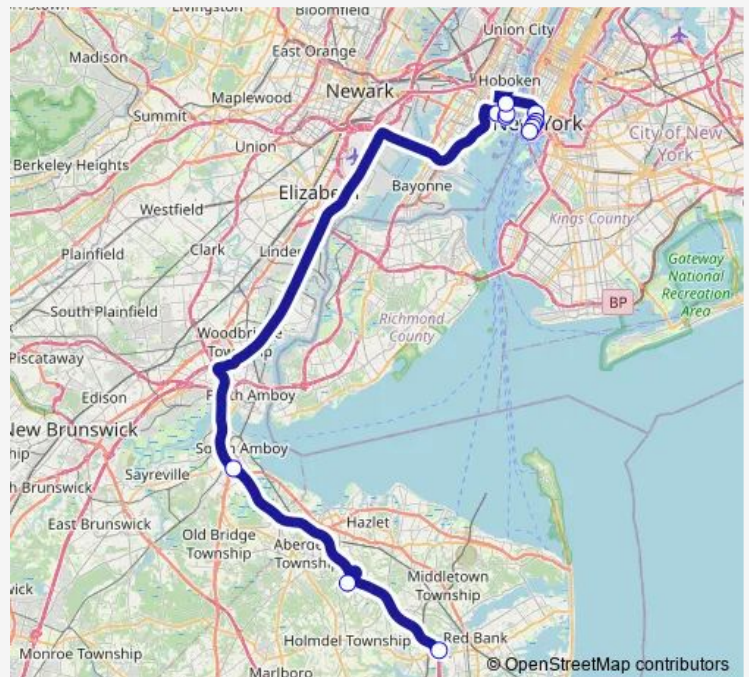 Livingston
Bloomfield
Madison
East Orange
Union City
Hoboken
Maplewood
Newark
Summit
New York
City of New
York
Union
Berkeley Heights
Bayonne
Elizabeth
Westfield
Kings County
Clark
Linden
Plainfield
Gateway
National
Recreation
Area
BP
South Plainfield
Richmond
County
Woodbridge
Township
Piscataway
Edison
Perth Amboy
New Brunswick
South Amboy
Sayreville
h Brunswick
East Brunswick
Old Bridge
Township
Hazlet
Aberdeen
Township
Middletown
Township
Holmdel Township
Red Bank
Monroe Township
Marlboro
© OpenStreetMap contributors